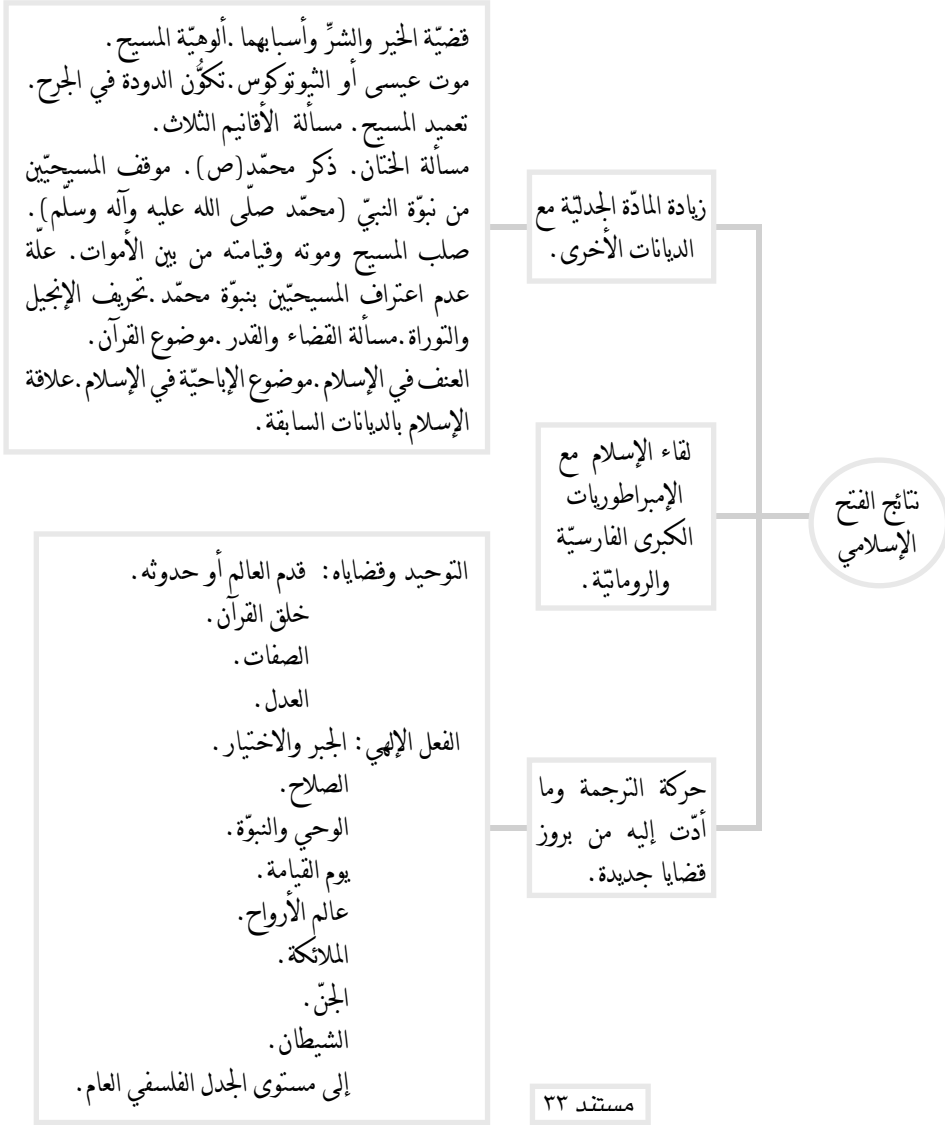 نتائج الفتح
الإسلامي
زيادة المادّة الجدليّة مع
الديانات الأخرى.
قضيّة الخير والشرِّ وأسبابهما .ألوهيّة المسيح.
موت عيسى أو الثيوتوكوس.تكوُّن الدودة في الجرح.
تعميد المسيح. مسألة الأقانيم الثلاث.
مسألة الختان. ذكر محمّد(ص). موقف المسيحيّين
من نبوّة النبيّ (محمّد صلّى الله عليه وآله وسلّم).
صلب المسيح وموته وقيامته من بين الأموات. علّة
عدم اعتراف المسيحيّين بنبوّة محمّد .تحريف الإنجيل
والتوراة.مسألة القضاء والقدر .موضوع القرآن.
العنف في الإسلام.موضوع الإباحيّة في الإسلام.علاقة
الإسلام بالديانات السابقة.
لقاء الإسلام مع
الإمبراطوريات
الكبرى الفارسيّة
والرومانيّة.
حركة الترجمة وما
أدّت إليه من بروز
قضايا جديدة.
التوحيد وقضاياه: قدم العالم أو حدوثه.
خلق القرآن.
الصفات.
العدل.
الفعل الإلهي: الجبر والاختيار.
الصلاح.
الوحي والنبوّة.
يوم القيامة.
عالم الأرواح.
الملائكة.
الجنّ.
الشيطان.
إلى مستوى الجدل الفلسفي العام.
مستند ٣٣